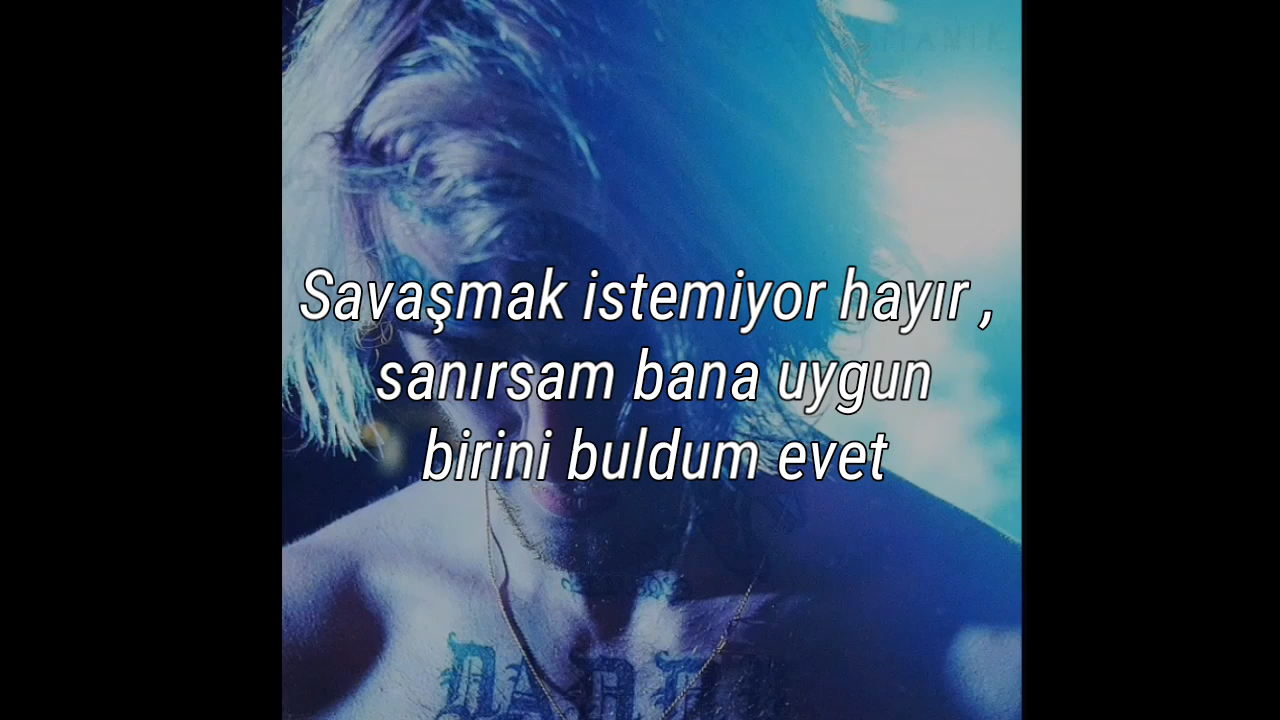 Savaşmak istemiyor hayır ,
sanırsam bana uygun
birini buldum evet